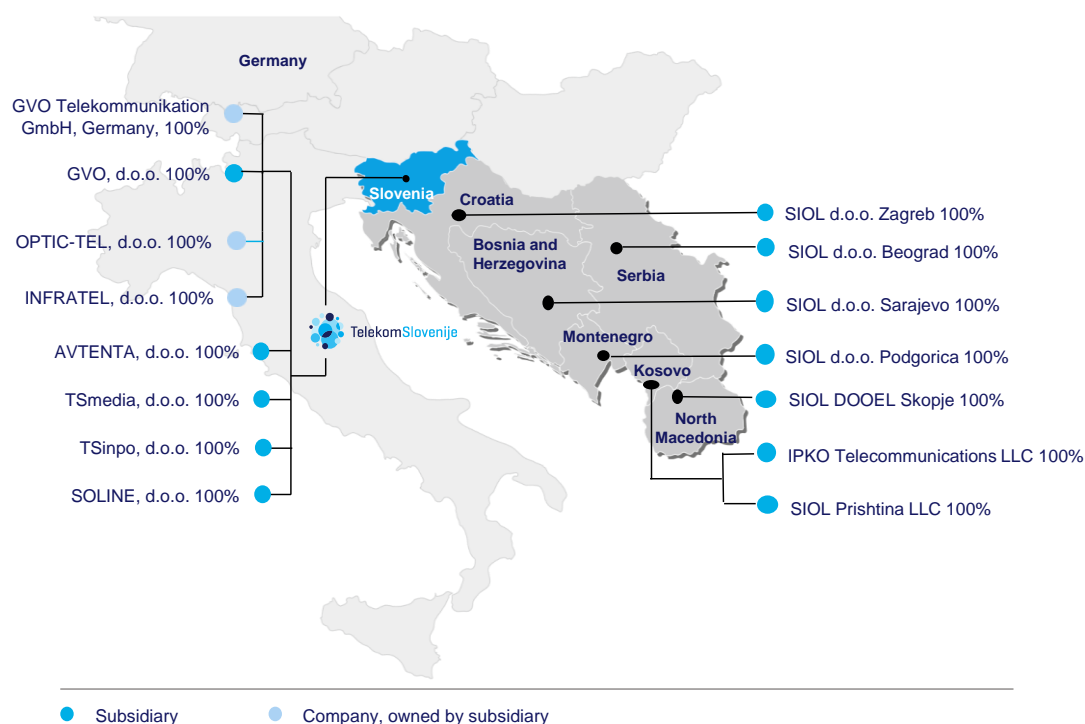 Germany
GVO Telekommunikation
GmbH, Germany, 100%
GVO, d.o.o. 100%
OPTIC-TEL, d.o.o. 100%
INFRATEL, d.o.o. 100%
AVTENTA, d.o.o. 100%
TSmedia, d.o.o. 100%
TSinpo, d.o.o. 100%
SOLINE, d.o.o. 100%
TelekomSlovenije
Slovenia
Croatia
Bosnia and
Herzegovina
Serbia
Montenegro
Kosovo
North
Macedonia
SIOL d.o.o. Zagreb 100%
SIOL d.o.o. Beograd 100%
SIOL d.o.o. Sarajevo 100%
SIOL d.o.o. Podgorica 100%
SIOL DOOEL Skopje 100%
IPKO Telecommunications LLC 100%
SIOL Prishtina LLC 100%
Subsidiary
Company, owned by subsidiary